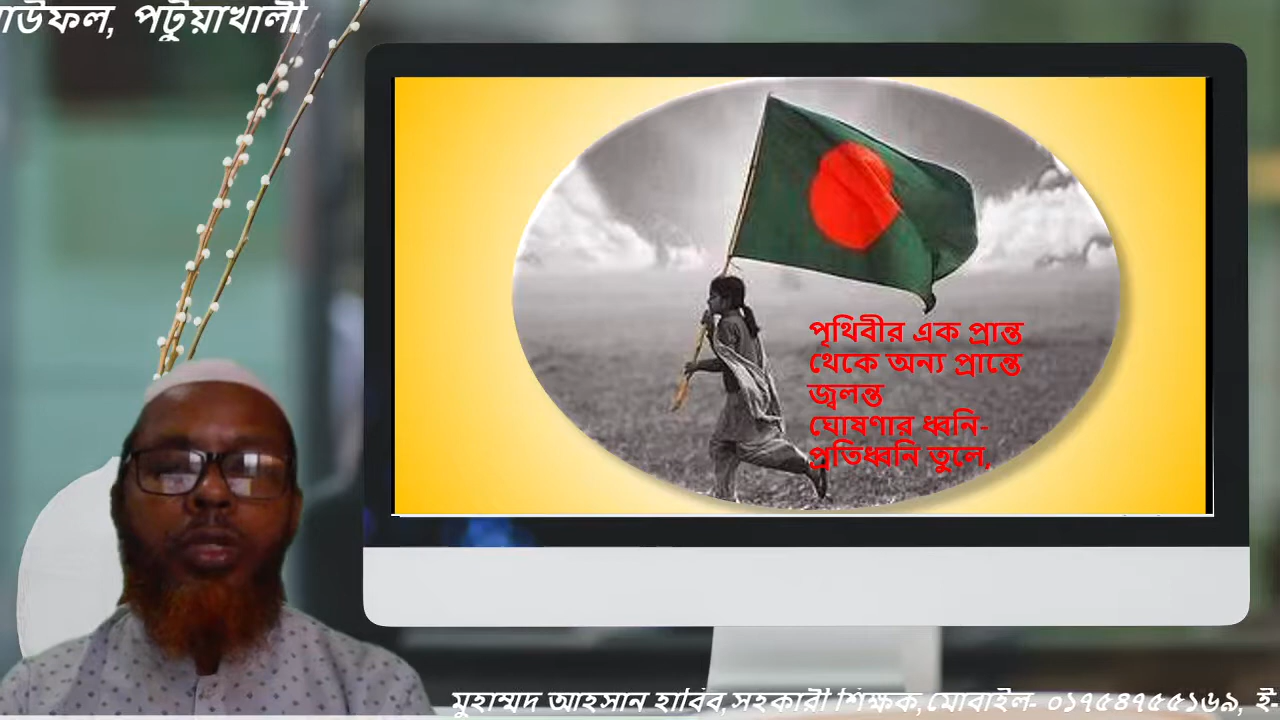 াউফল, পটুয়াখালী
পৃথিবীর এক প্রান্ত
থেকে অন্য প্রান্তে
জ্বলন্ত
ঘোষণার ধ্বনি-
প্রতিধ্বনি তুলে,
মুহাম্মদ আহসান হাবিব,সহকারী শিক্ষক,মোবাইল- ০১৭৫৪৭৫৫১৬৯, ই-